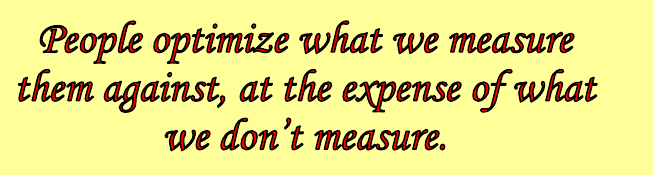 People optimize what we measure
them against, at the expense of what
we don’t measure.